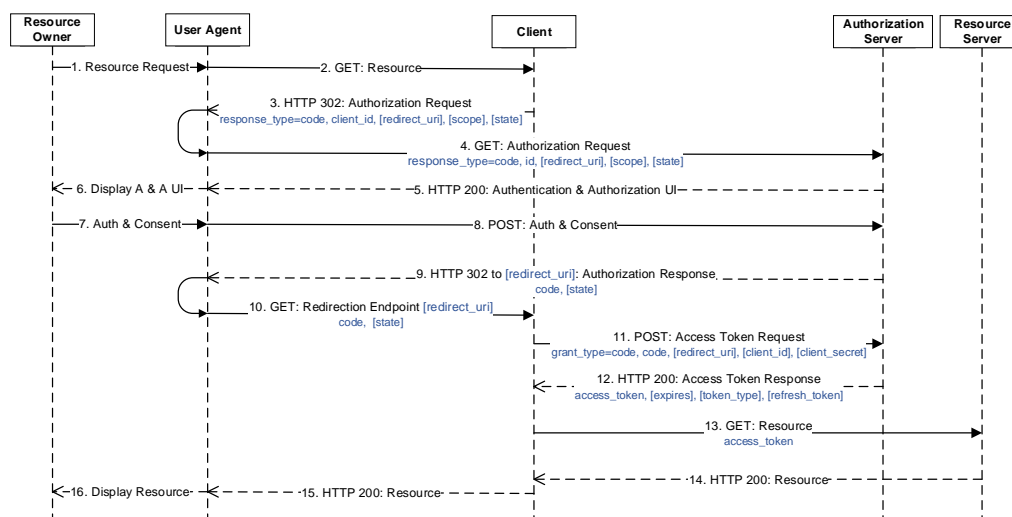 Resource
Owner
User Agent
Client
Authorization
Server
Resource
Server
1. Resource Request
2. GET: Resource
3. HTTP 302: Authorization Request
response_type=code, client_id, [redirect_uri], [scope], [state]
4. GET: Authorization Request
response_type=code, id, [redirect_uri], [scope], [state]
6. Display A & A UI
5. HTTP 200: Authentication & Authorization UI
7. Auth & Consent
8. POST: Auth & Consent
9. HTTP 302 to [redirect_uri]: Authorization Response
code, [state]
10. GET: Redirection Endpoint [redirect_uri]
code, [state]
11. POST: Access Token Request
grant_type=code, code, [redirect_uri], [client_id], [client_secret]
12. HTTP 200: Access Token Response
access_token, [expires], [token_type], [refresh_token]
13. GET: Resource
access_token
14. HTTP 200: Resource
16. Display Resource
15. HTTP 200: Resource